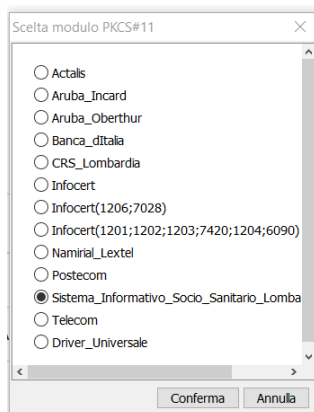 Scelta modulo PKCS#11
Actalis
Aruba_Incard
Aruba_Oberthur
Banca_dItalia
CRS_Lombardia
Infocert
Infocert(1206;7028)
Infocert(1201;1202;1203;7420;1204;6090)
Namirial_Lextel
Postecom
Sistema_Informativo_Socio_Sanitario_Lomba
Telecom
Driver_Universale
Conferma Annulla